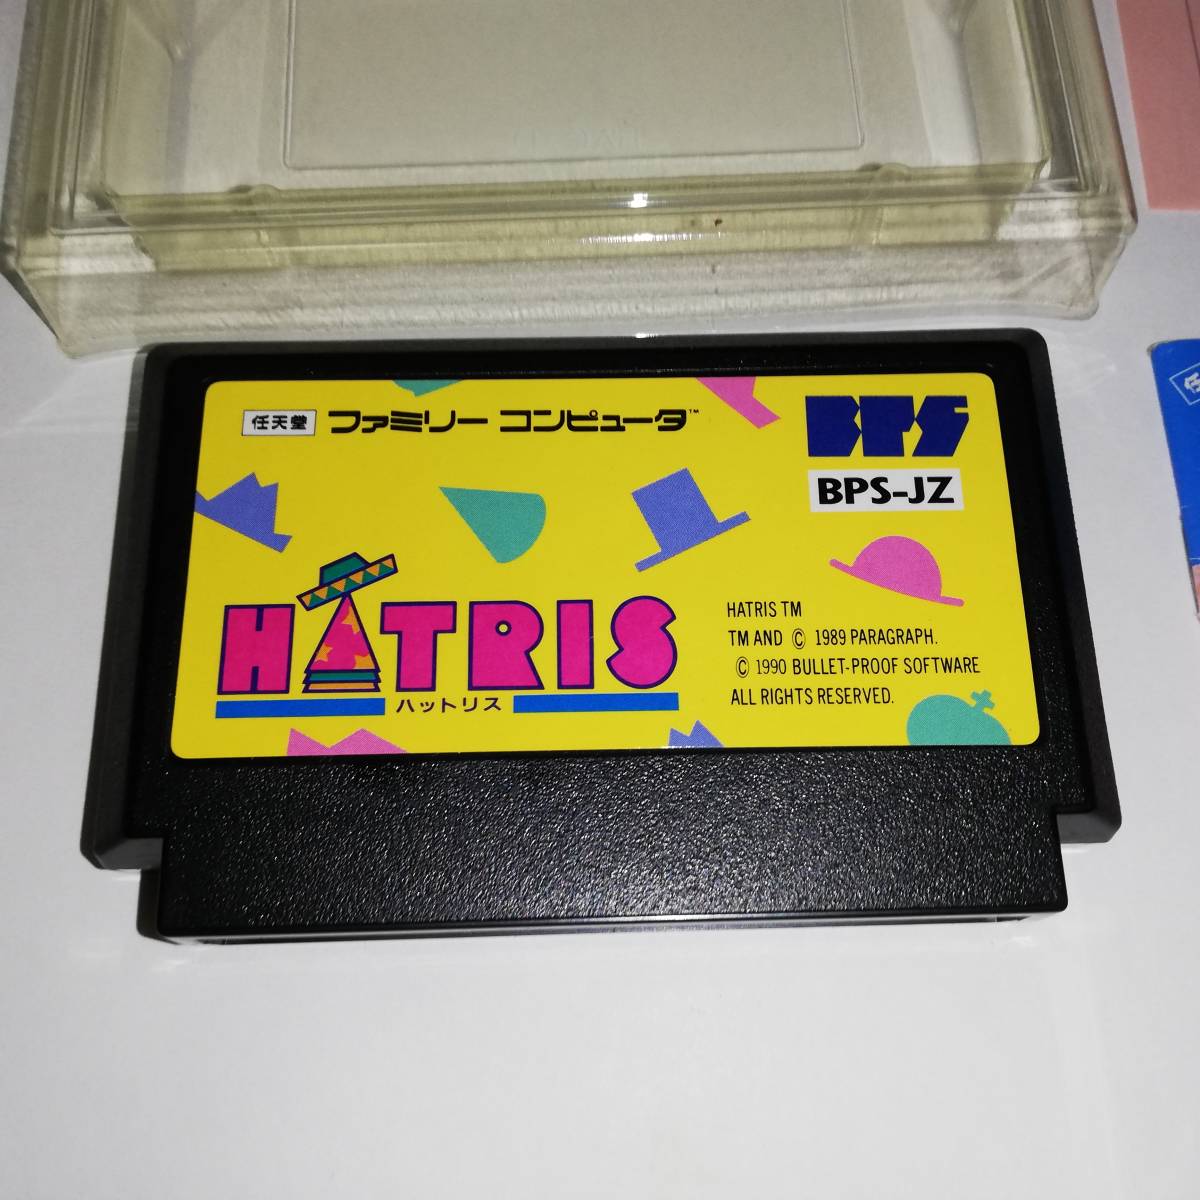 任天堂 ファミリー コンピュータ™
BPS
BPS-JZ
HATRIS
ハットリス
HATRIS TM
TM AND © 1989 PARAGRAPH.
© 1990 BULLET-PROOF SOFTWARE
ALL RIGHTS RESERVED.